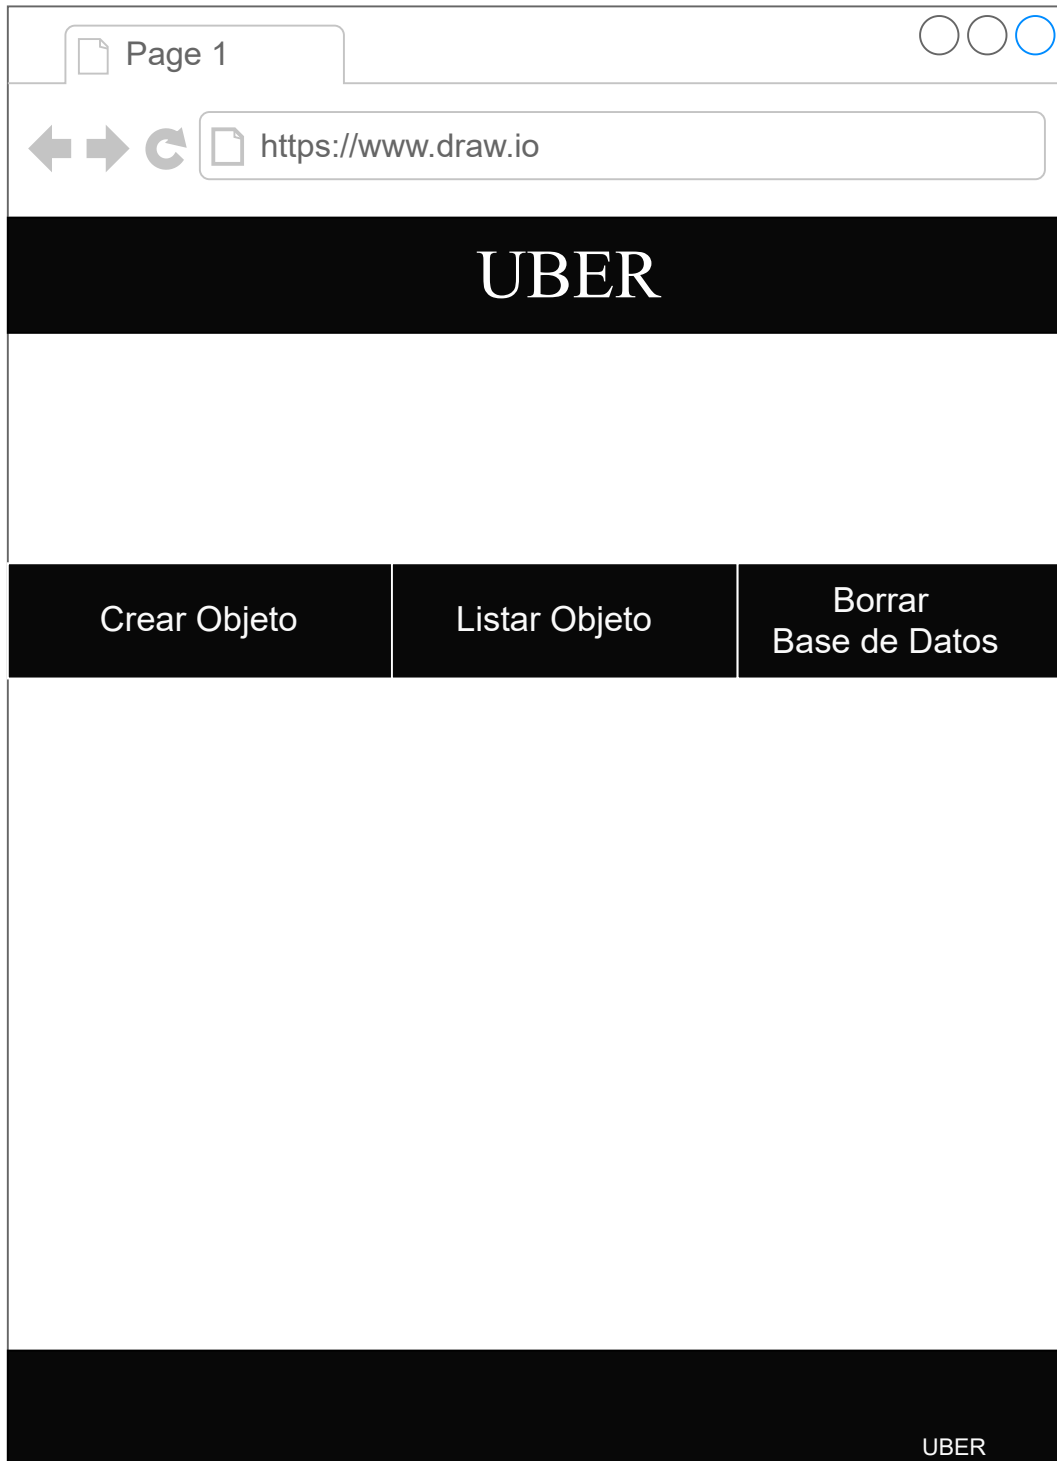 Page 1
https://www.draw.io
UBER
Crear Objeto
Listar Objeto
Borrar
Base de Datos
UBER